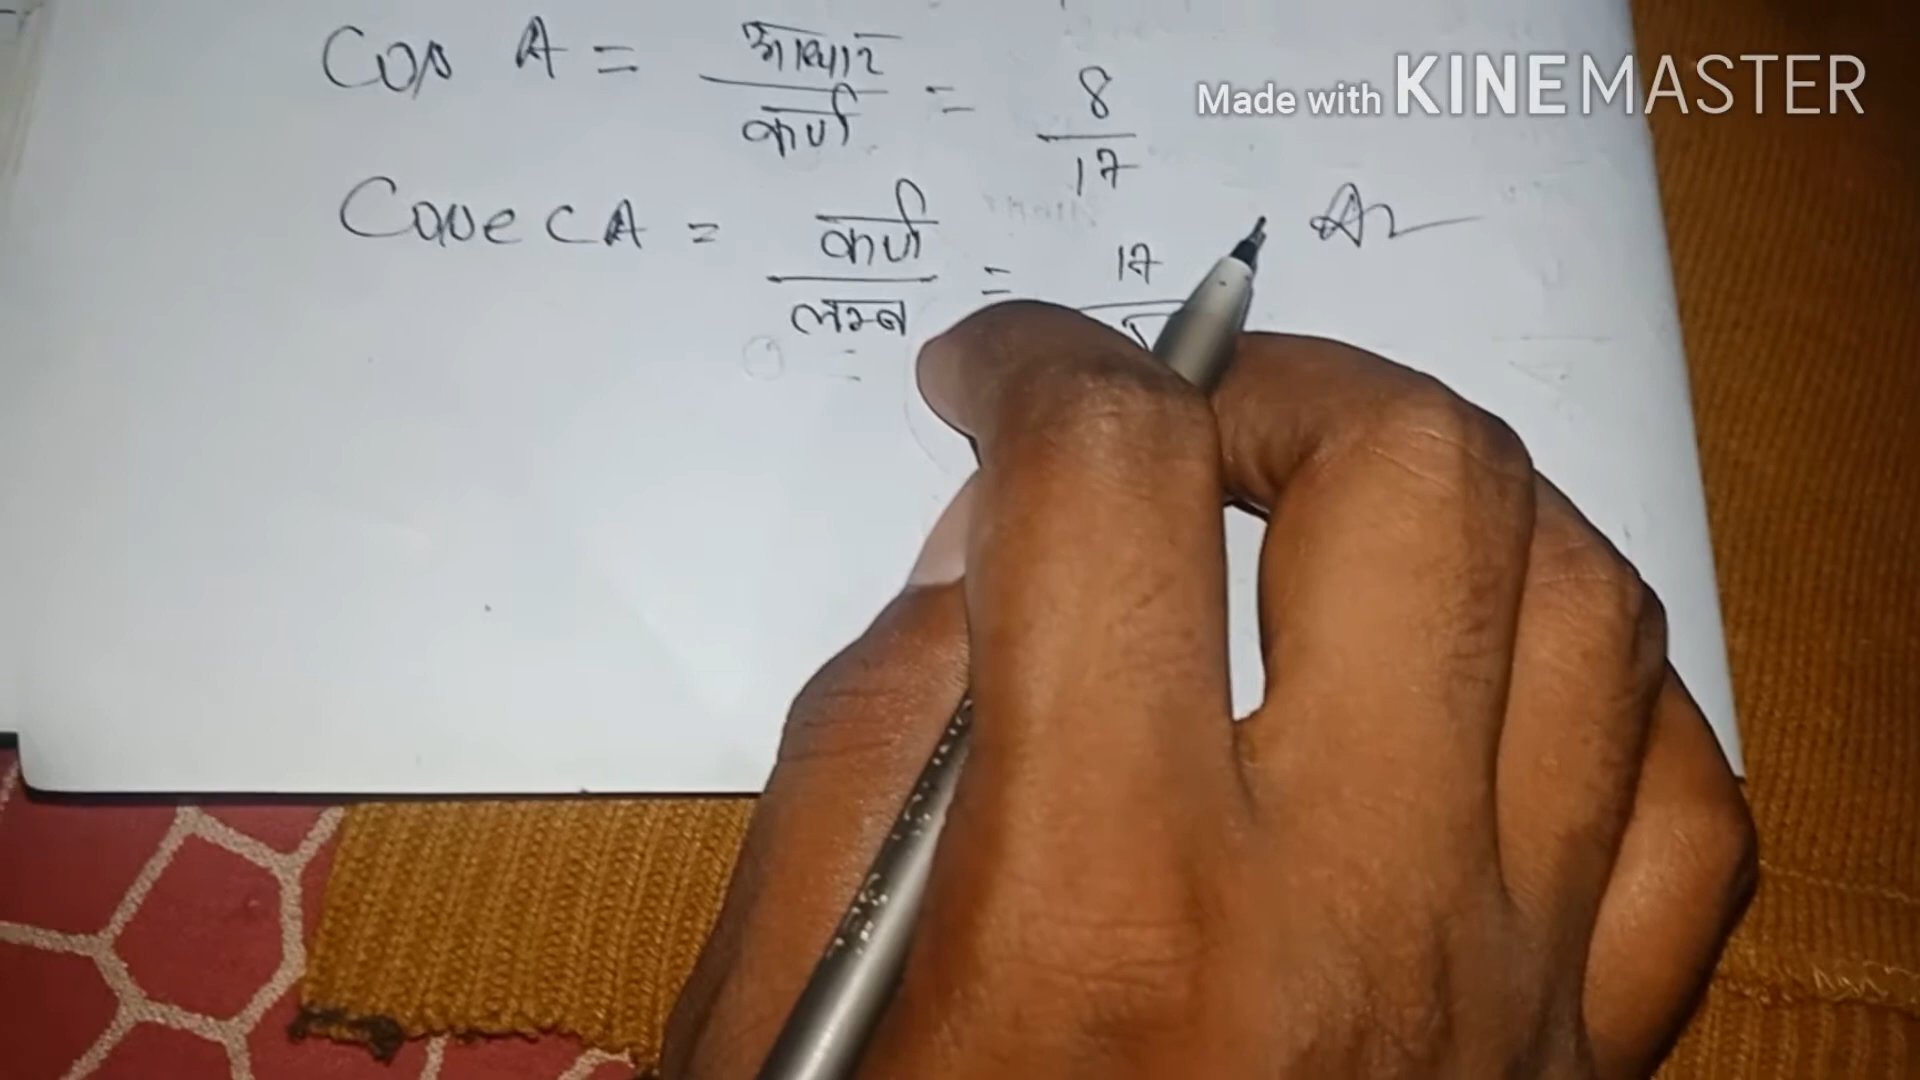 Made with KINEMASTER
Cos A = आधार / कर्ण = 8 / 17
Cosec A = कर्ण / लम्ब = 17